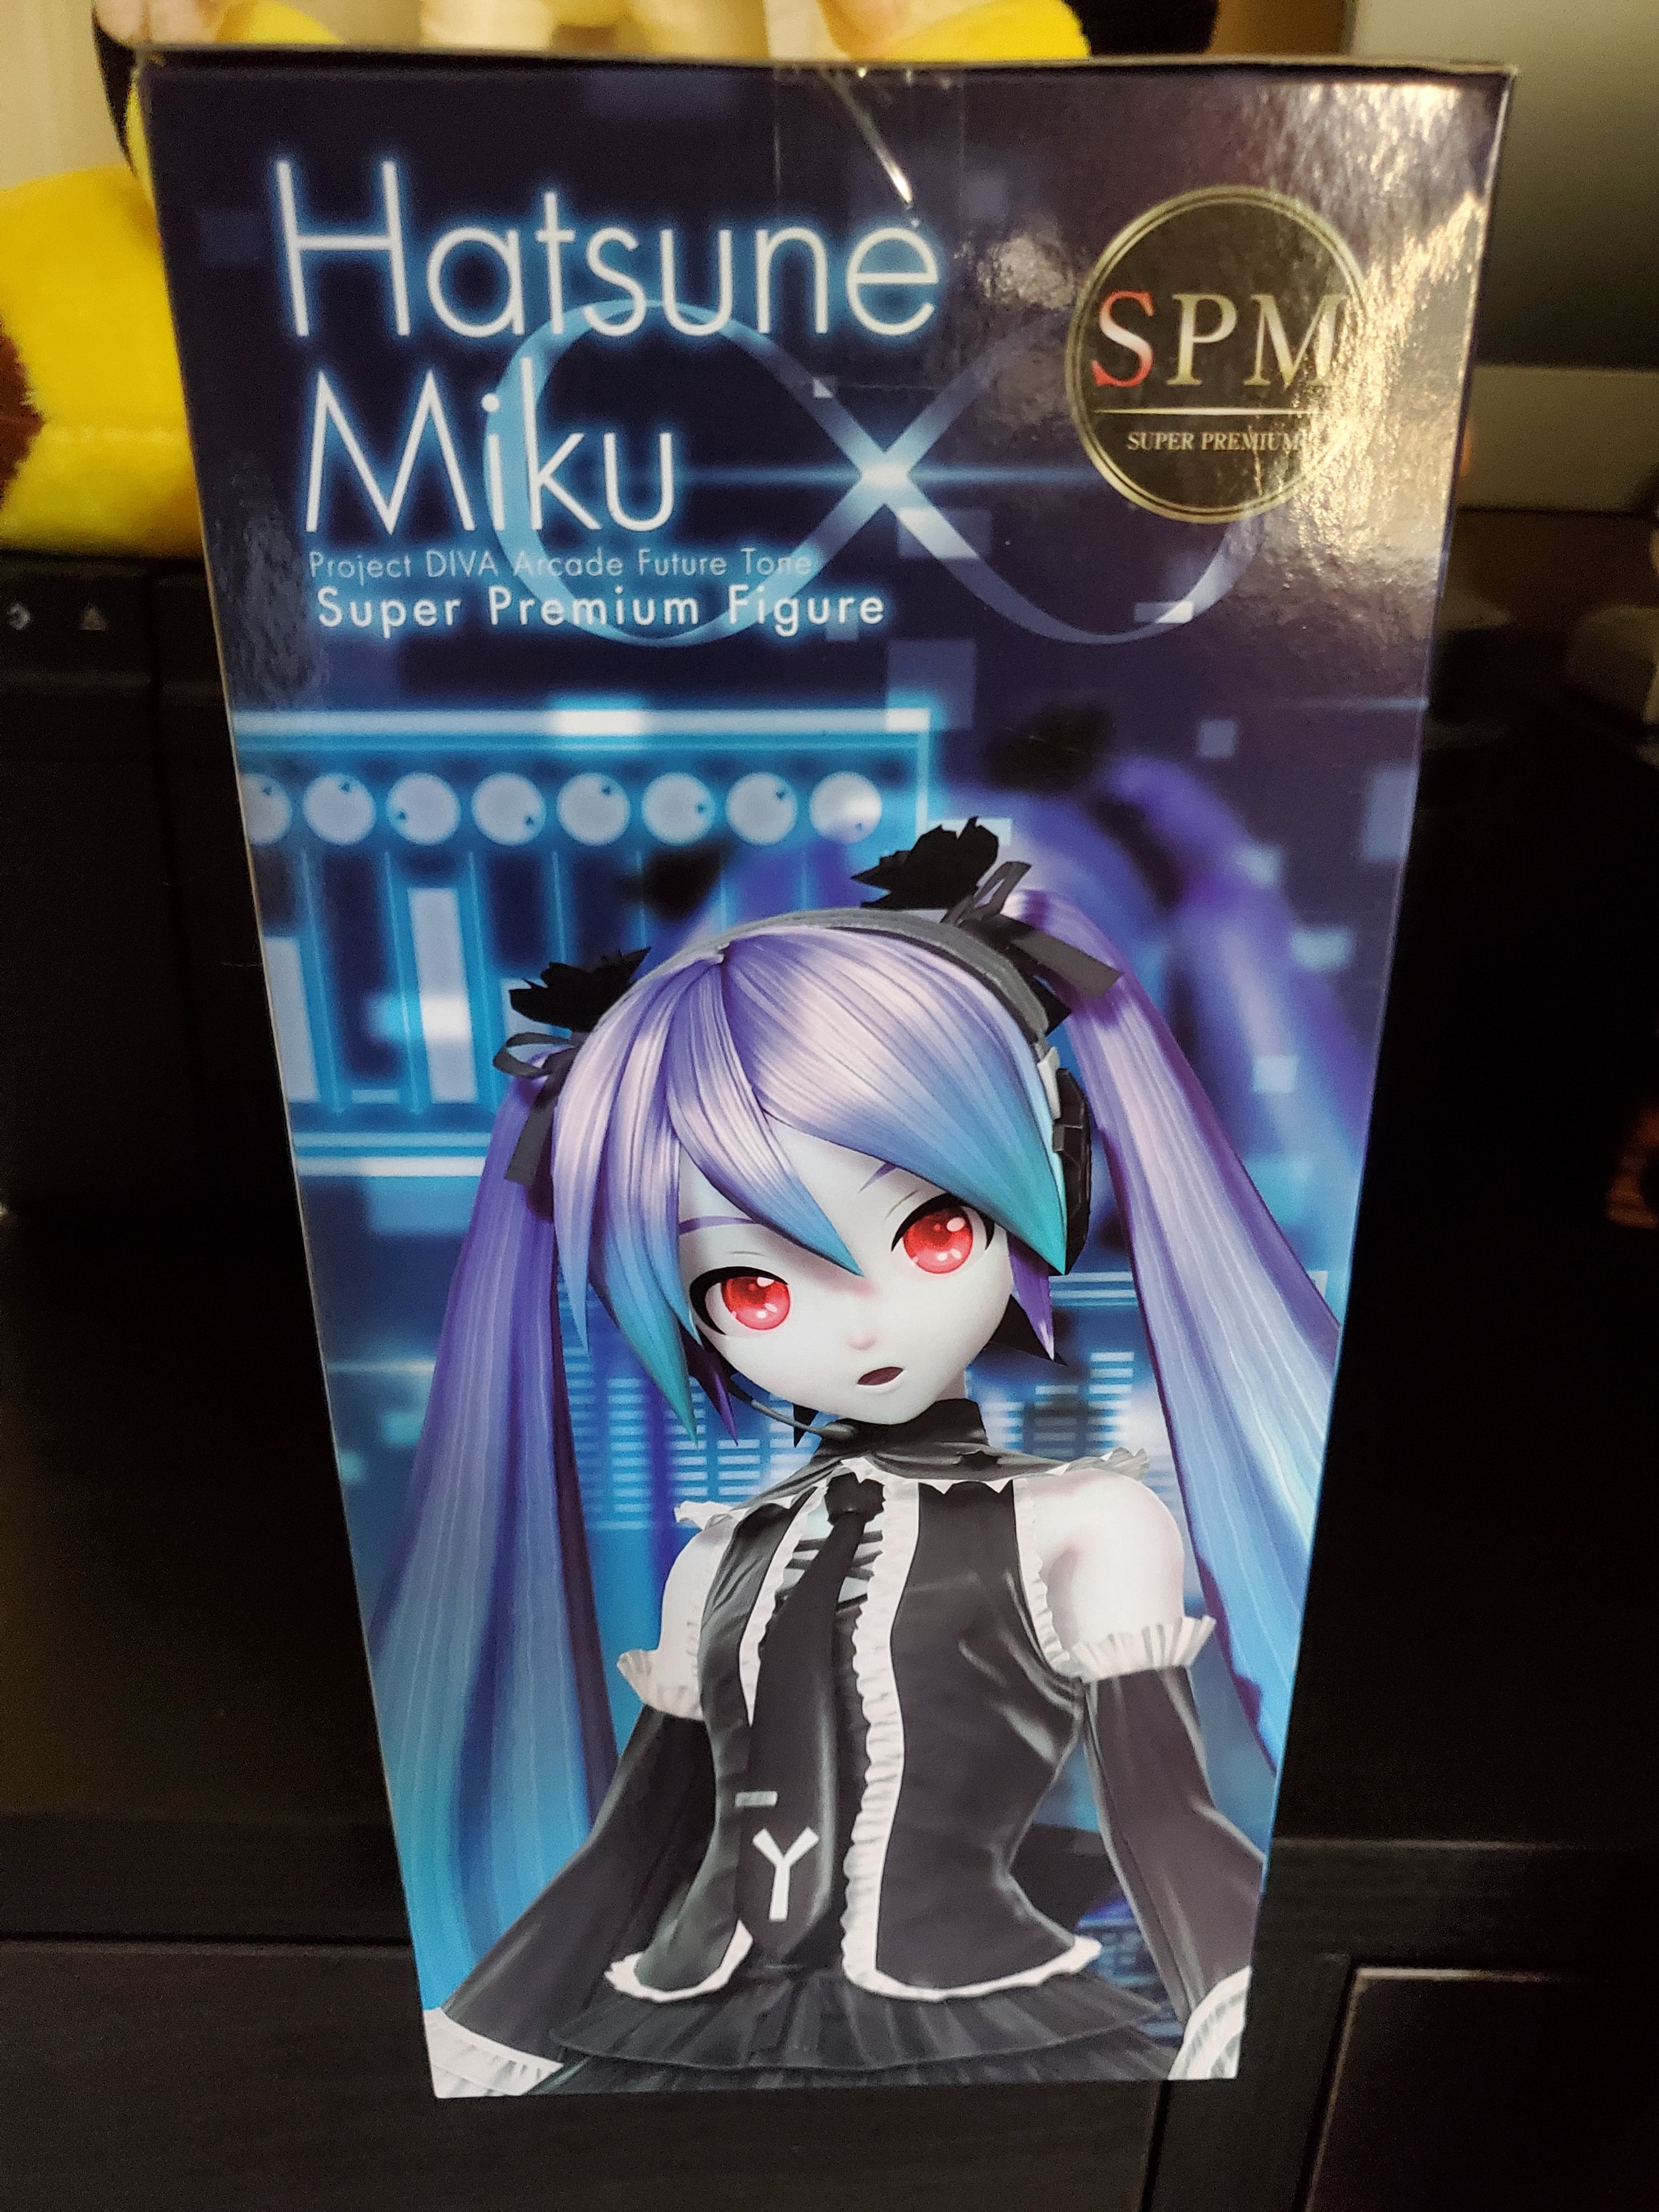 Hatsune
Miku
Project DIVA Arcade Future Tone
Super Premium Figure
SPM
SUPER PREMIUM
Y